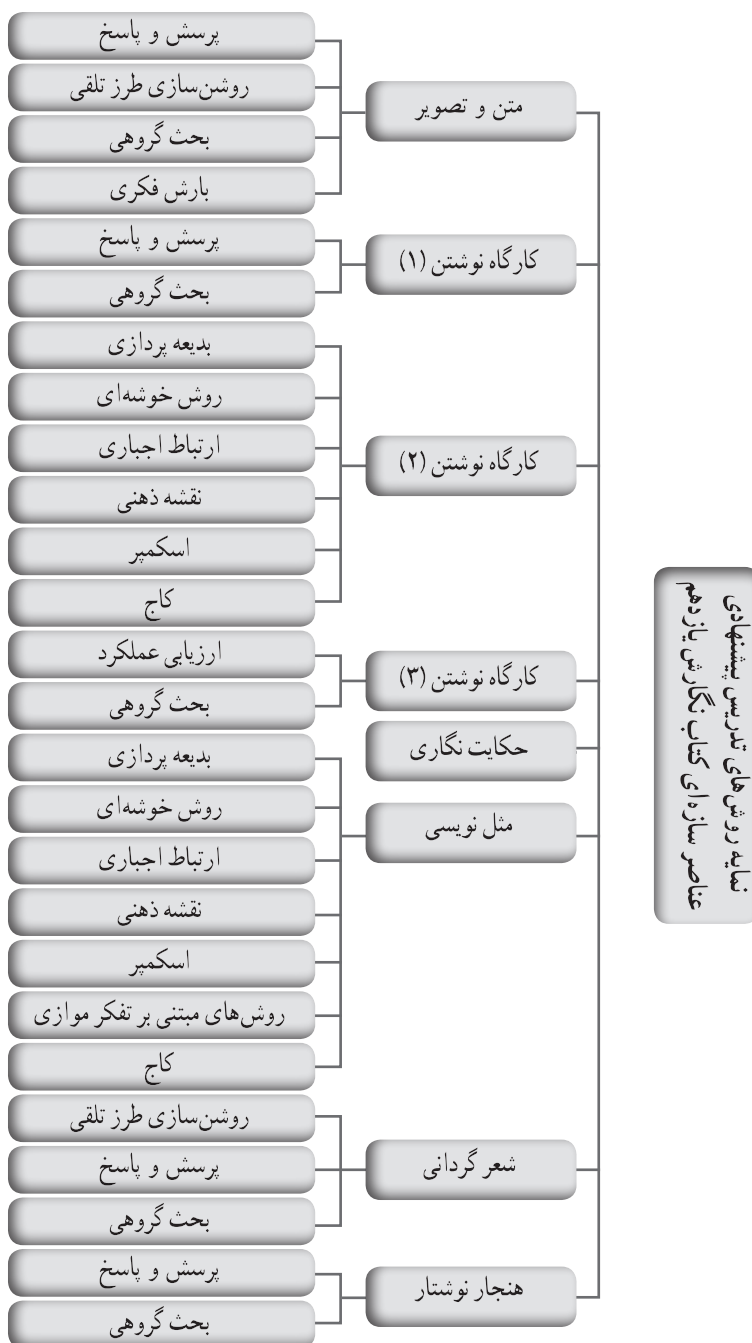 نمایه روش‌های تدریس پیشنهادی
عناصر سازه‌ای کتاب نگارش یازدهم
متن و تصویر
پرسش و پاسخ
روشن‌سازی طرز تلقی
بحث گروهی
بارش فکری
کارگاه نوشتن (۱)
پرسش و پاسخ
بحث گروهی
کارگاه نوشتن (۲)
بدیعه پردازی
روش خوشه‌ای
ارتباط اجباری
نقشه ذهنی
اسکمپر
کاج
کارگاه نوشتن (۳)
ارزیابی عملکرد
بحث گروهی
حکایت نگاری
مثل نویسی
بدیعه پردازی
روش خوشه‌ای
ارتباط اجباری
نقشه ذهنی
اسکمپر
روش‌های مبتنی بر تفکر موازی
کاج
شعر گردانی
روشن‌سازی طرز تلقی
پرسش و پاسخ
بحث گروهی
هنجار نوشتار
پرسش و پاسخ
بحث گروهی